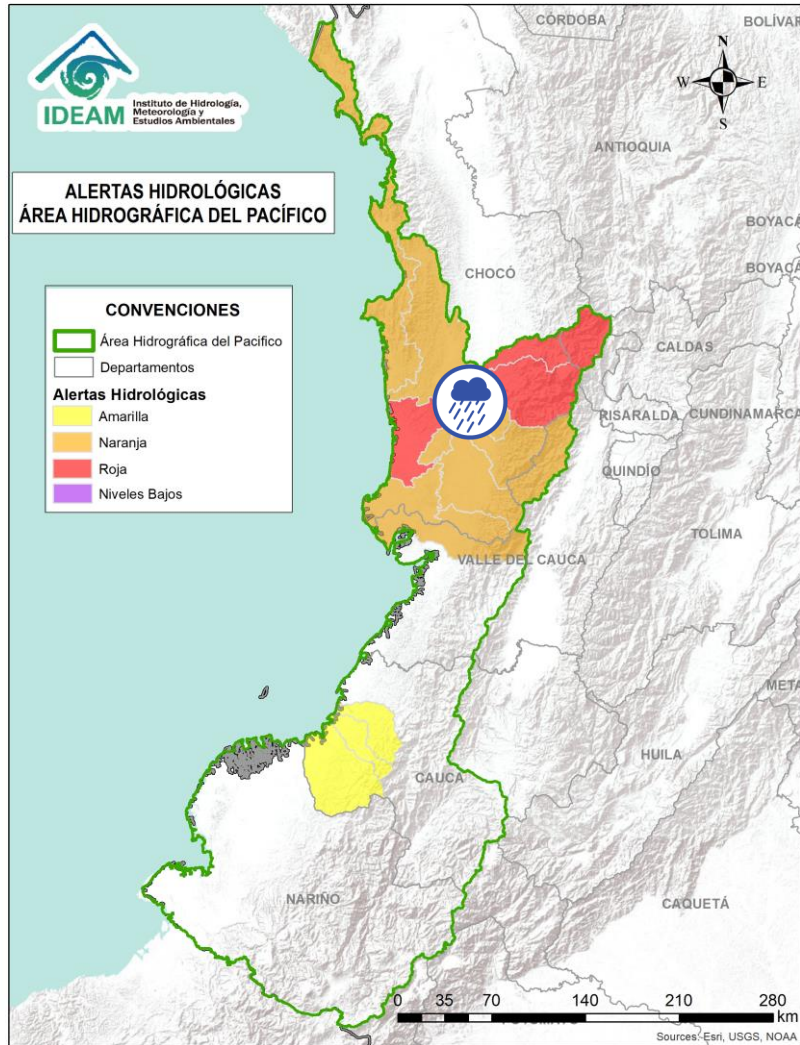 CÓRDOBA
BOLÍVAR
N
W E
S
IDEAM
Instituto de Hidrología,
Meteorología y
Estudios Ambientales
ANTIOQUIA
ALERTAS HIDROLÓGICAS
ÁREA HIDROGRÁFICA DEL PACÍFICO
BOYACÁ
BOYACÁ
CHOCÓ
CONVENCIONES
Área Hidrográfica del Pacifico
Departamentos
Alertas Hidrológicas
Amarilla
Naranja
Roja
Niveles Bajos
CALDAS
RISARALDA
CUNDINAMARCA
QUINDÍO
TOLIMA
VALLE DEL CAUCA
META
HUILA
CAUCA
NARIÑO
CAQUETÁ
0 35 70 140 210 280
km
Sources: Esri, USGS, NOAA